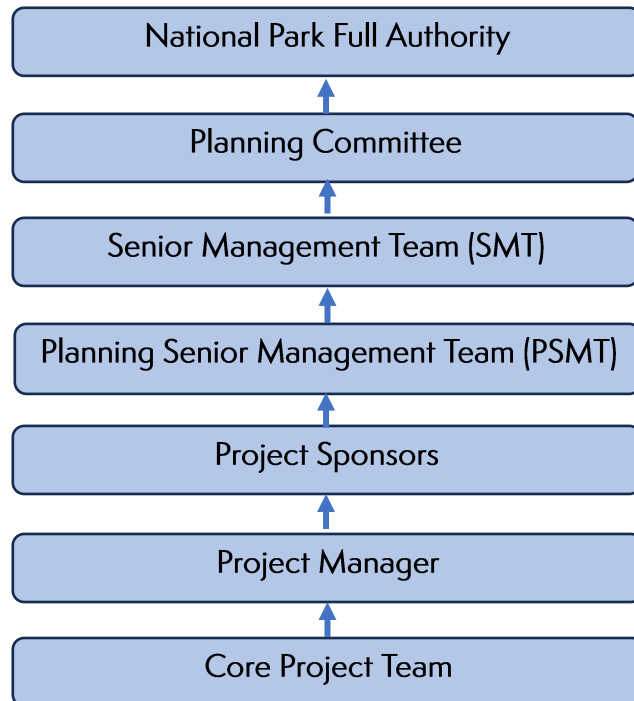 National Park Full Authority
Planning Committee
Senior Management Team (SMT)
Planning Senior Management Team (PSMT)
Project Sponsors
Project Manager
Core Project Team